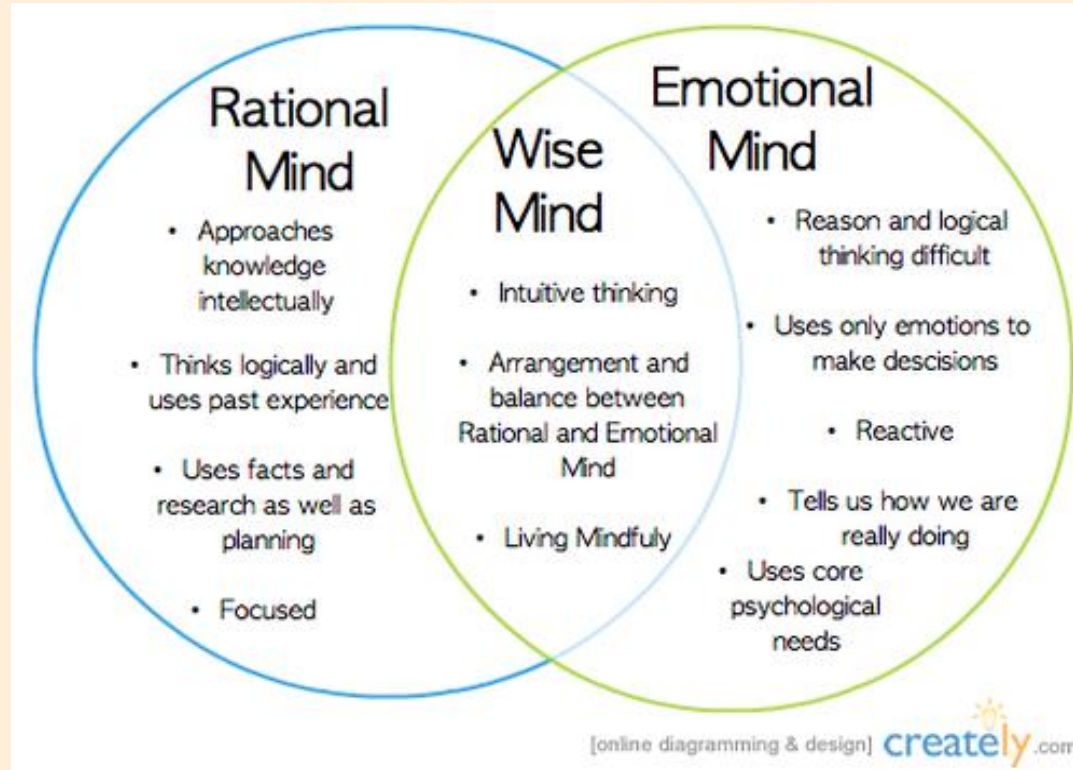 Rational
Mind
• Approaches
knowledge
intellectually
• Thinks logically and
uses past experience
• Uses facts and
research as well as
planning
• Focused
Wise
Mind
• Intuitive thinking
• Arrangement and
balance between
Rational and Emotional
Mind
• Living Mindfuly
Emotional
Mind
• Reason and logical
thinking difficult
• Uses only emotions to
make descisions
• Reactive
• Tells us how we are
really doing
• Uses core
psychological
needs
[online diagramming & design] creately.com